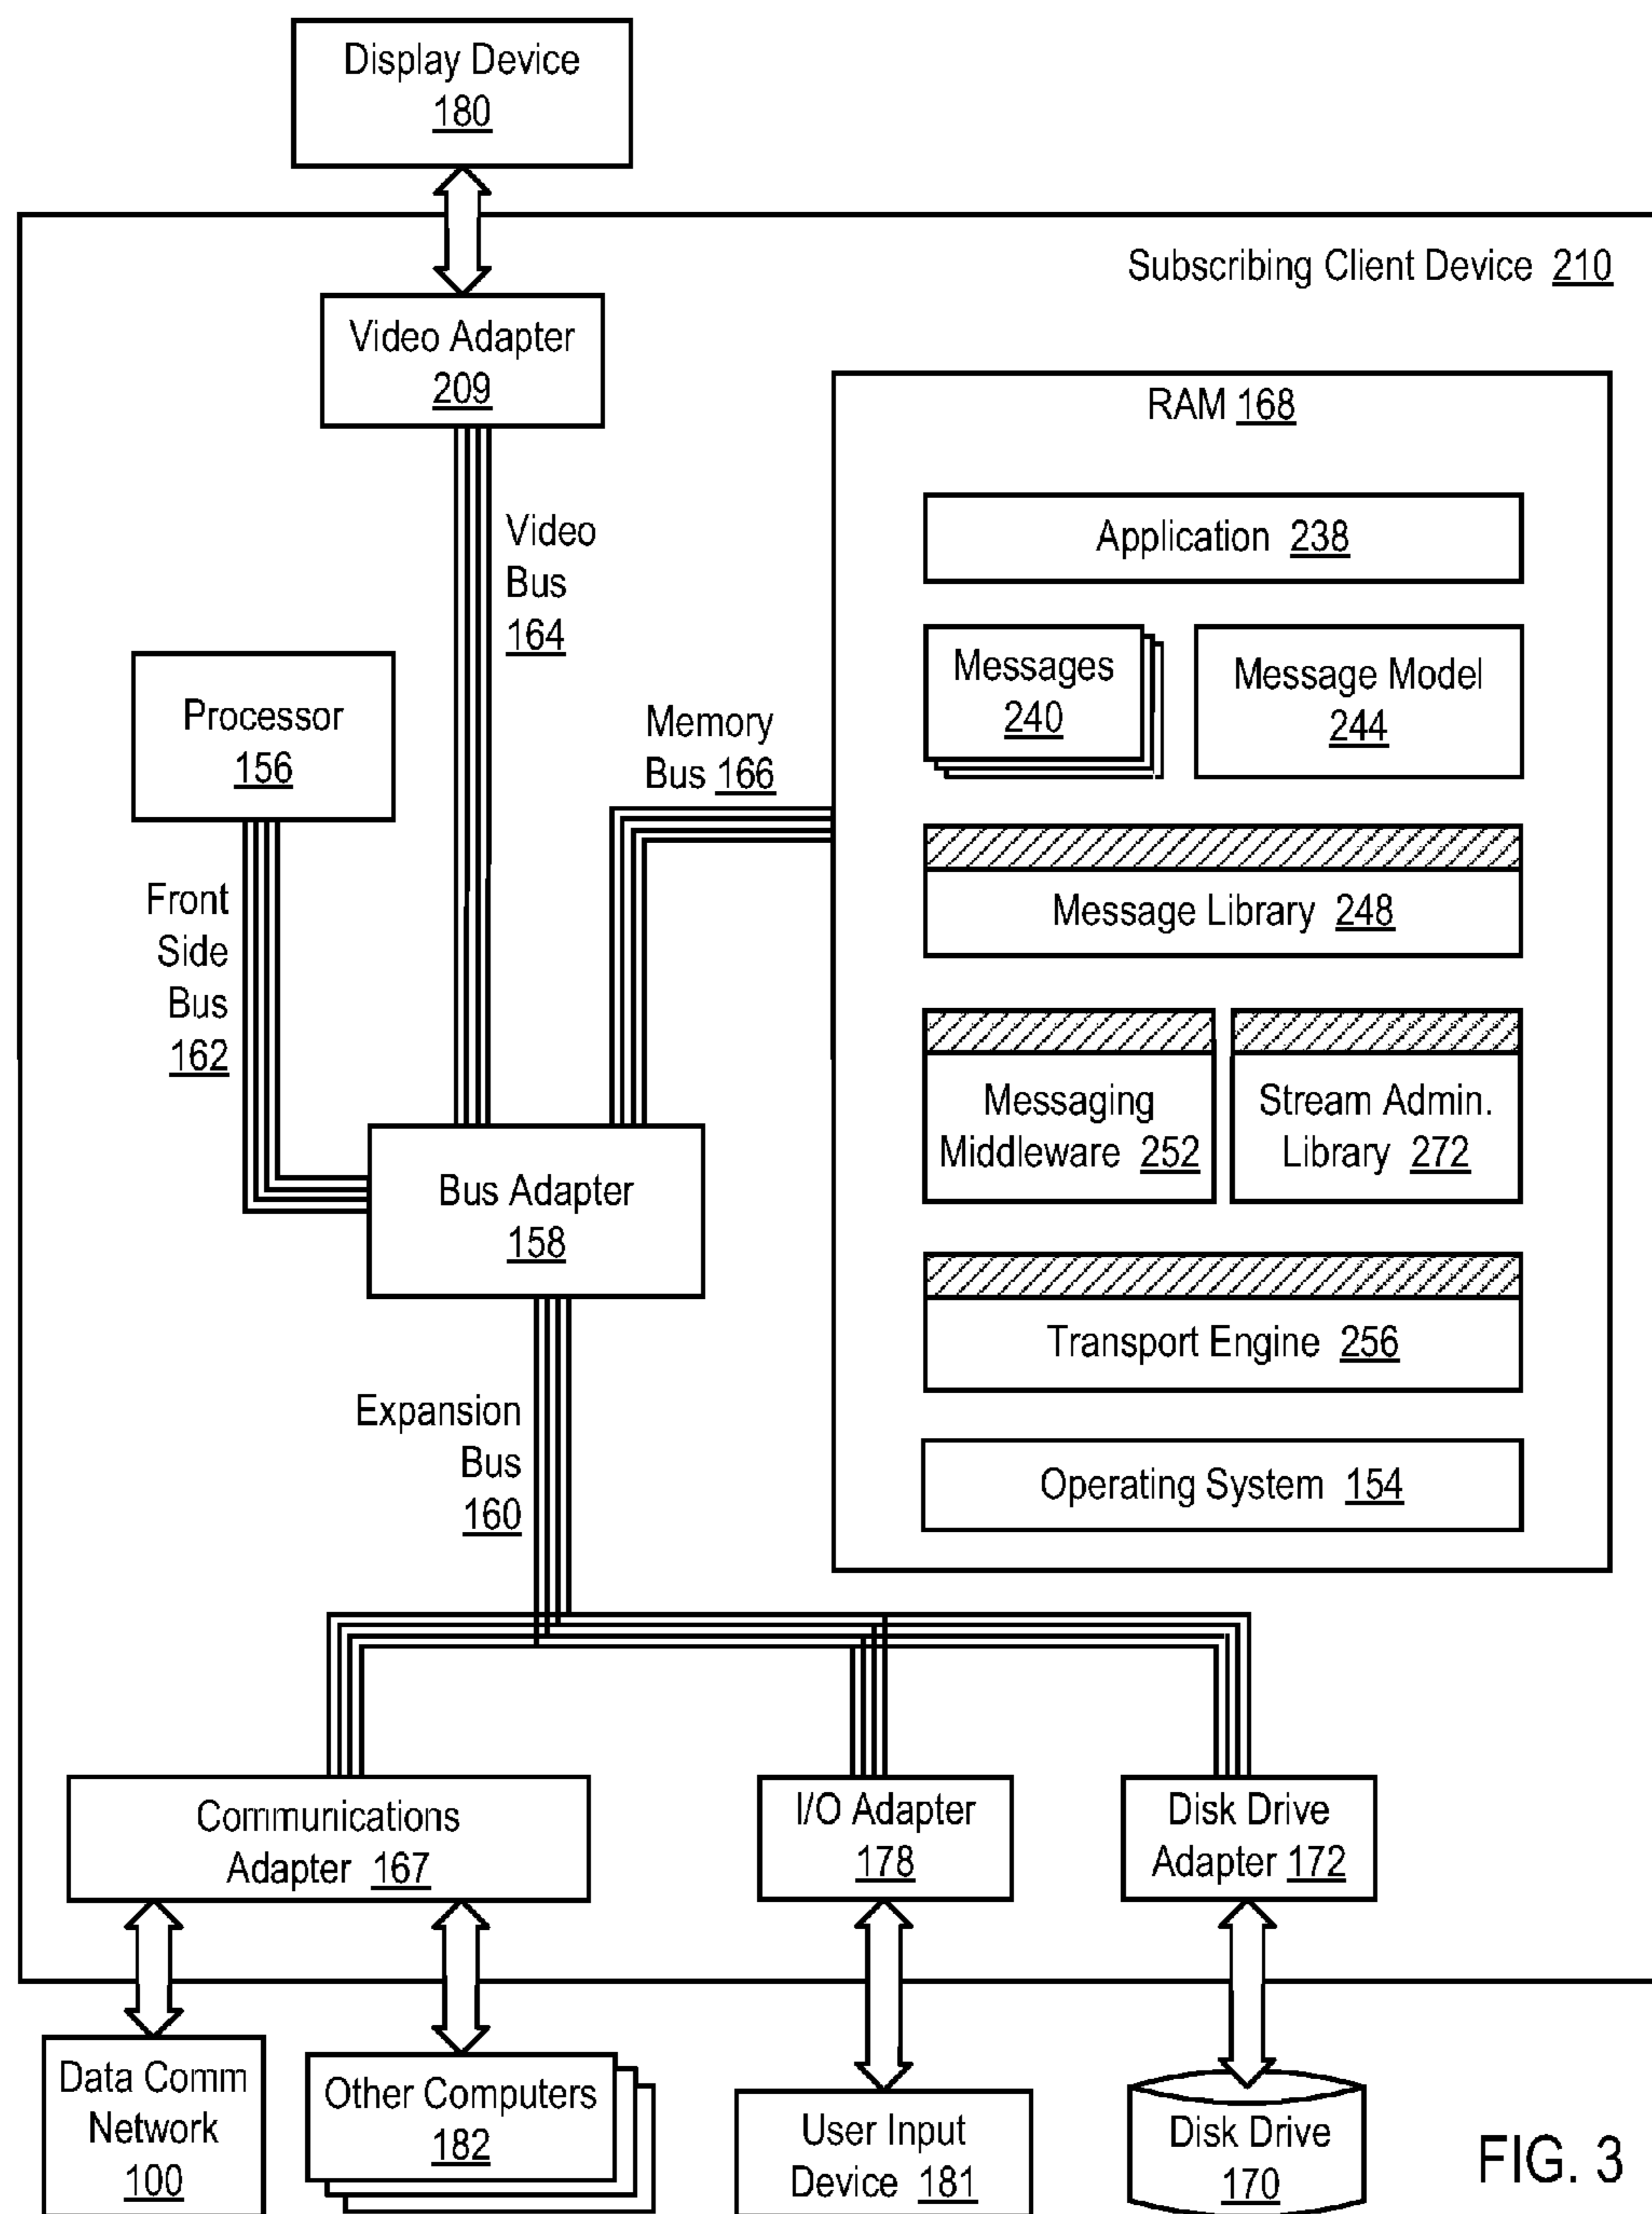 Display Device
180
Subscribing Client Device 210
Video Adapter
209
RAM 168
Application 238
Video
Bus
164
Messages
240
Message Model
244
Processor
156
Memory
Bus 166
Message Library 248
Front
Side
Bus
162
Messaging
Middleware 252
Stream Admin.
Library 272
Bus Adapter
158
Transport Engine 256
Expansion
Bus
160
Operating System 154
Communications
Adapter 167
I/O Adapter
178
Disk Drive
Adapter 172
Data Comm
Network
100
Other Computers
182
User Input
Device 181
Disk Drive
170
FIG. 3